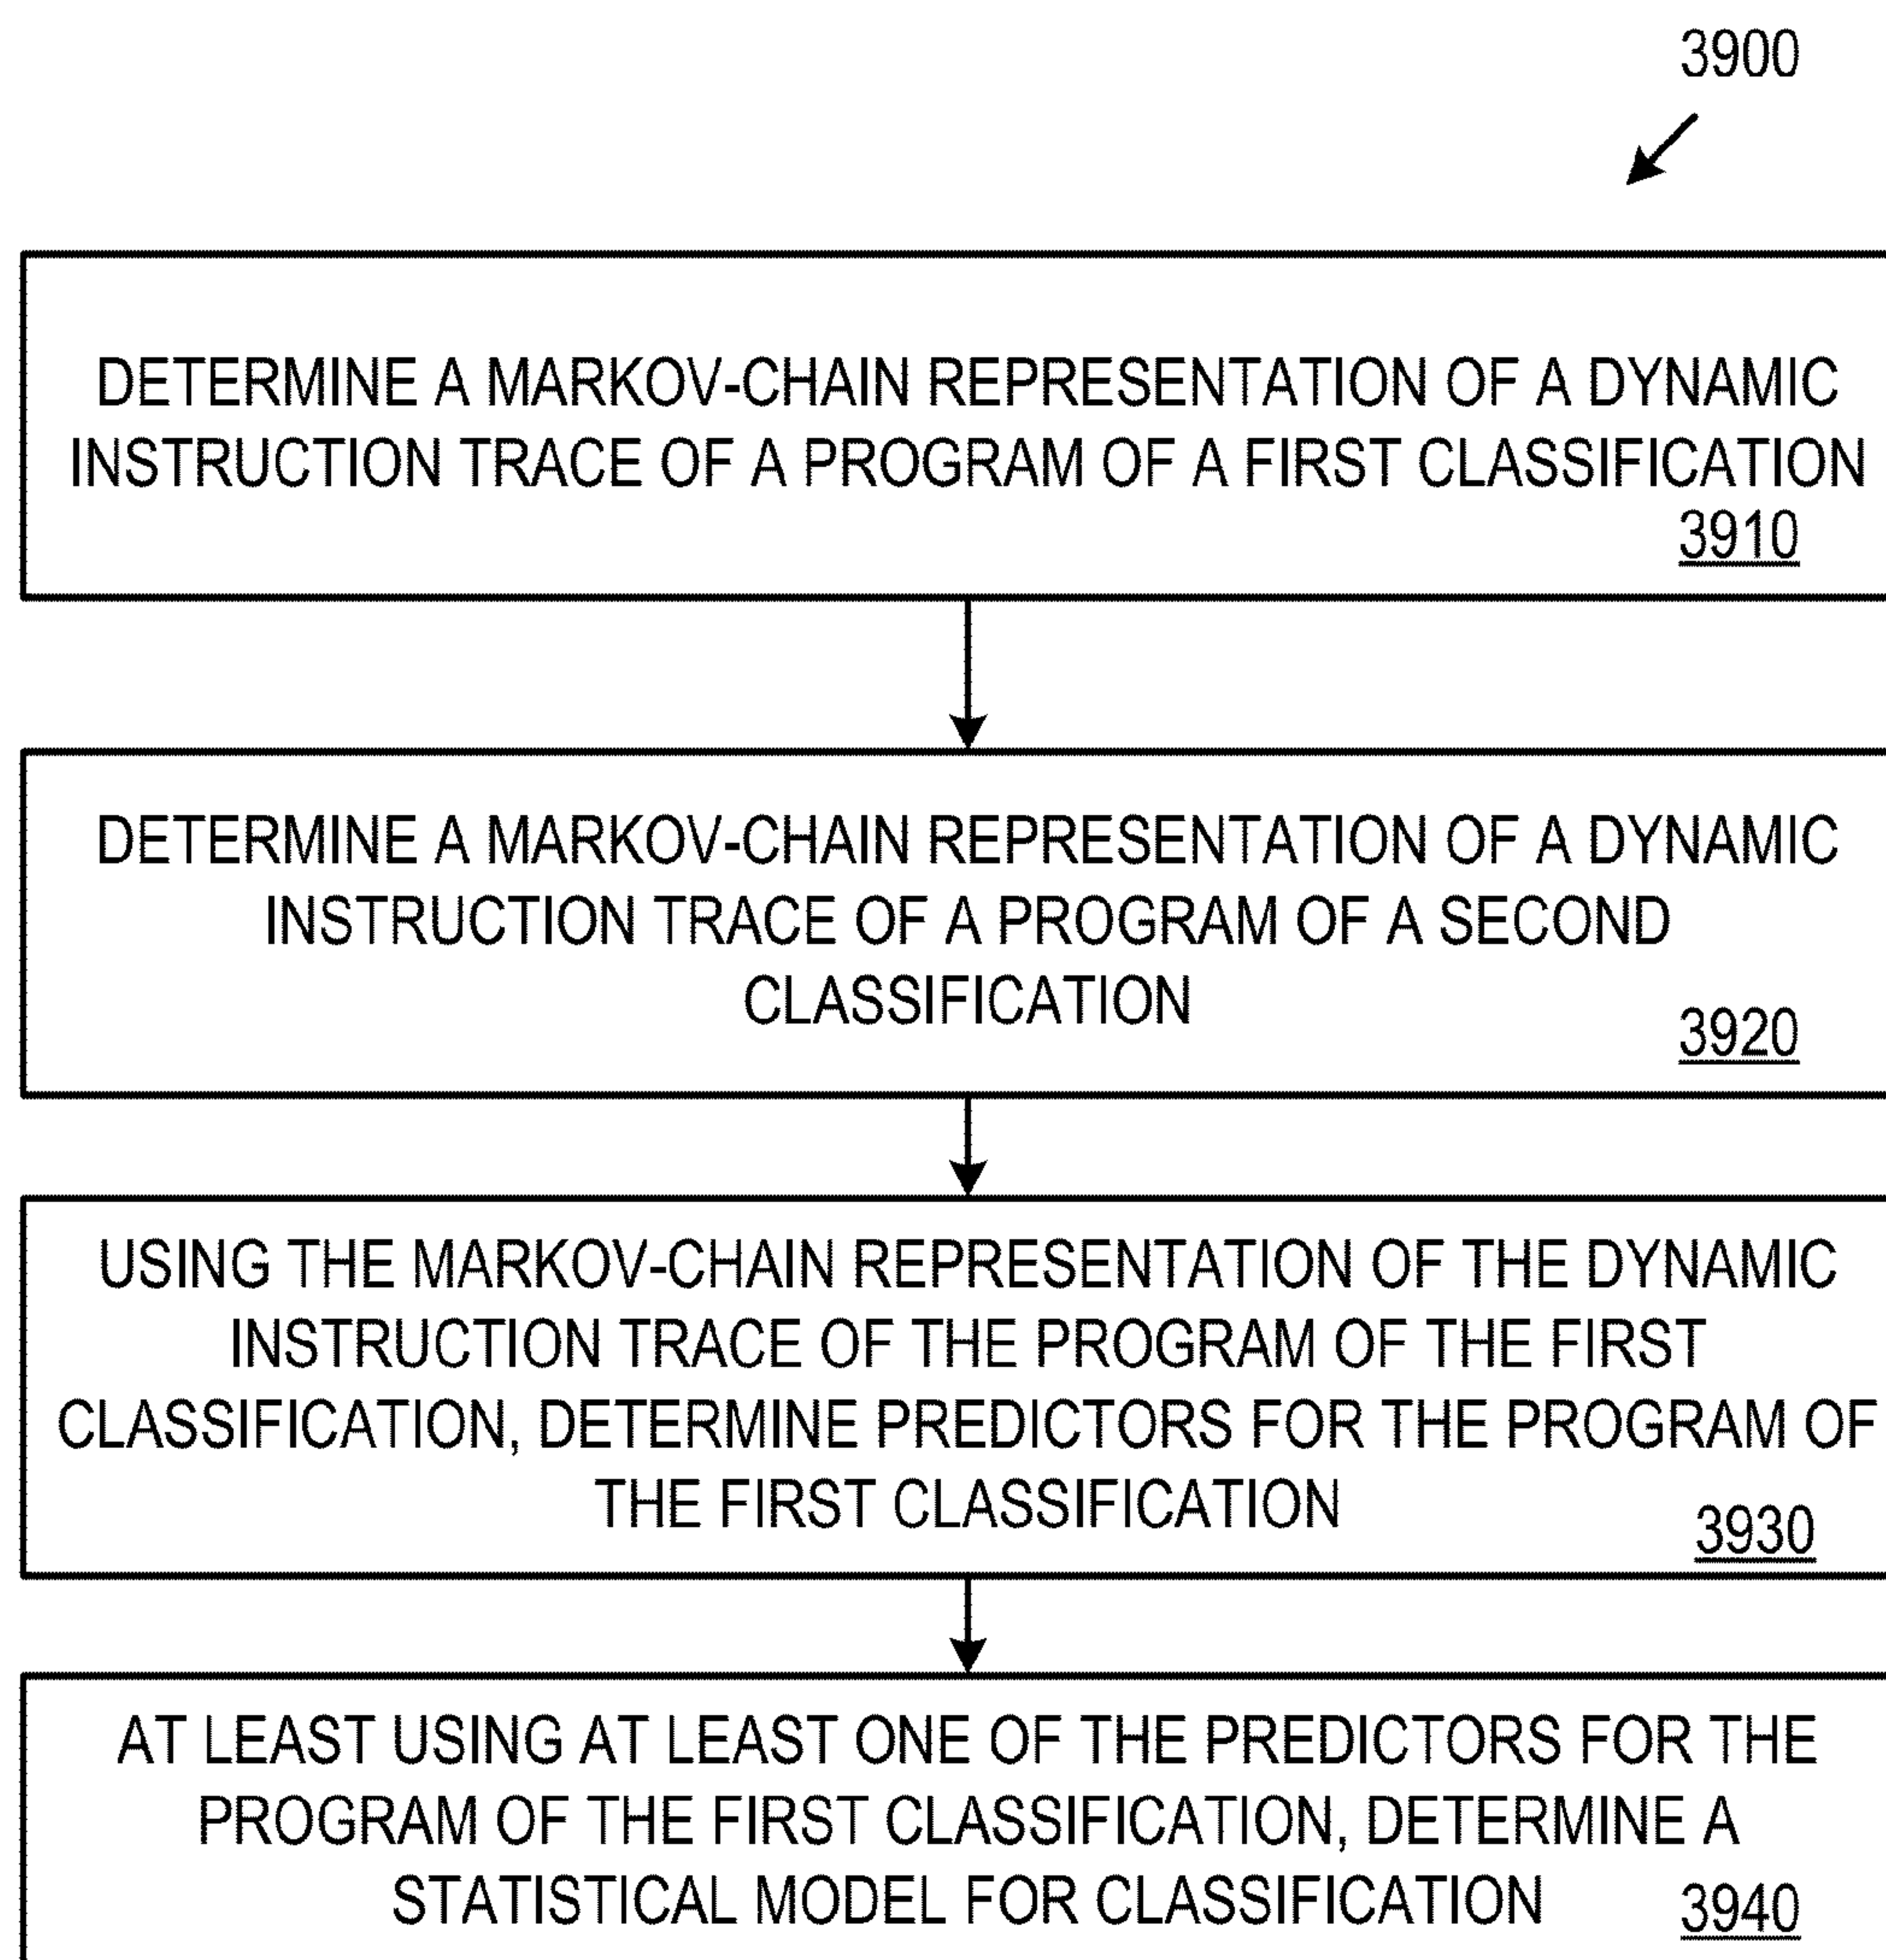 3900
DETERMINE A MARKOV-CHAIN REPRESENTATION OF A DYNAMIC
INSTRUCTION TRACE OF A PROGRAM OF A FIRST CLASSIFICATION
3910
DETERMINE A MARKOV-CHAIN REPRESENTATION OF A DYNAMIC
INSTRUCTION TRACE OF A PROGRAM OF A SECOND
CLASSIFICATION
3920
USING THE MARKOV-CHAIN REPRESENTATION OF THE DYNAMIC
INSTRUCTION TRACE OF THE PROGRAM OF THE FIRST
CLASSIFICATION, DETERMINE PREDICTORS FOR THE PROGRAM OF
THE FIRST CLASSIFICATION
3930
AT LEAST USING AT LEAST ONE OF THE PREDICTORS FOR THE
PROGRAM OF THE FIRST CLASSIFICATION, DETERMINE A
STATISTICAL MODEL FOR CLASSIFICATION
3940